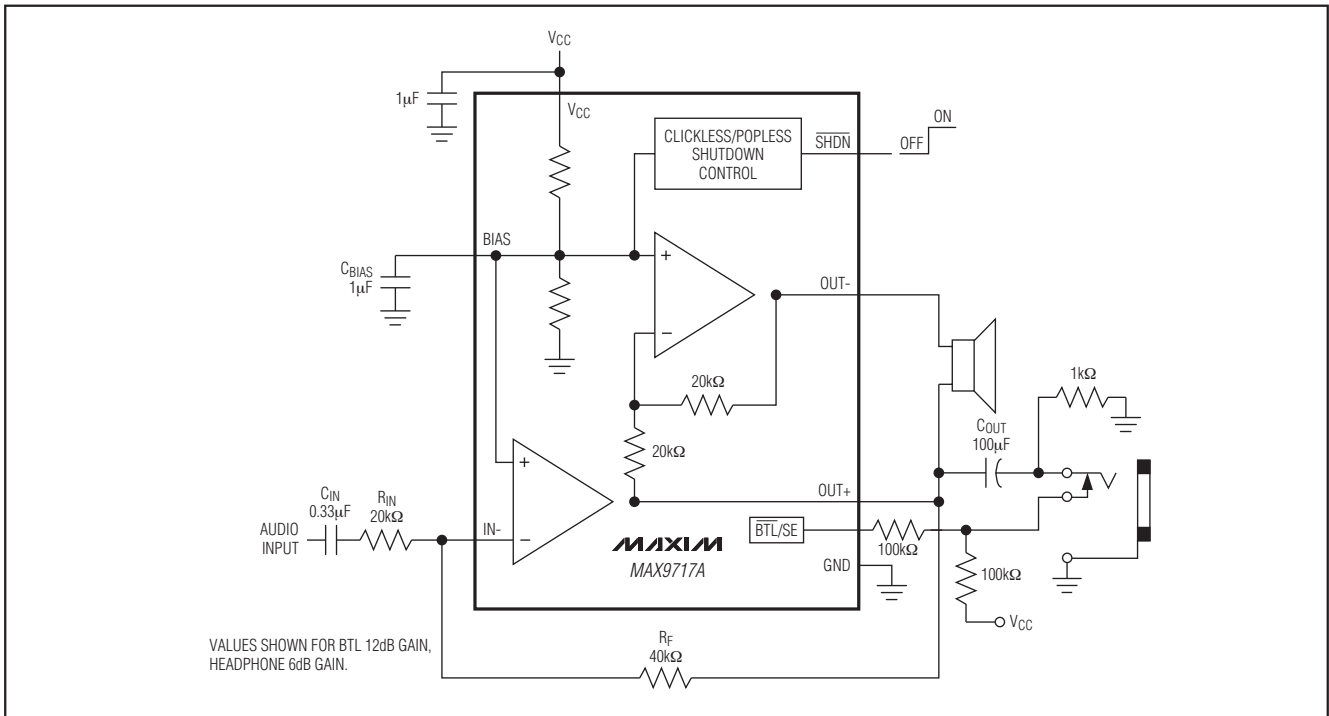 VCC
1µF
VCC
CLICKLESS/POPLESS
SHUTDOWN
CONTROL
SHDN
OFF
ON
BIAS
CBIAS
1µF
+
−
OUT-
20kΩ
20kΩ
1kΩ
COUT
100µF
+
−
OUT+
CIN
0.33µF
RIN
20kΩ
AUDIO
INPUT
IN-
BTL/SE
100kΩ
MAXIM
MAX9717A
GND
100kΩ
VCC
VALUES SHOWN FOR BTL 12dB GAIN,
HEADPHONE 6dB GAIN.
RF
40kΩ